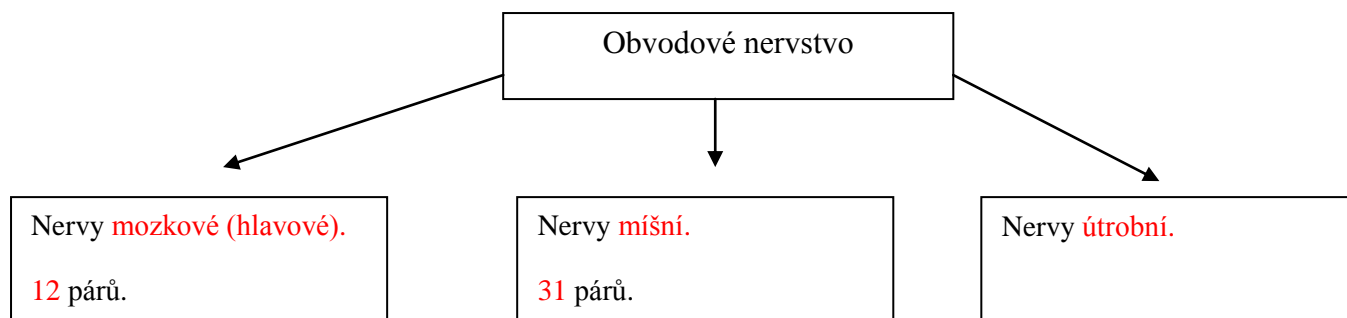 Obvodové nervstvo
Nervy mozkové (hlavové).
12 párů.
Nervy míšní.
31 párů.
Nervy útrobní.